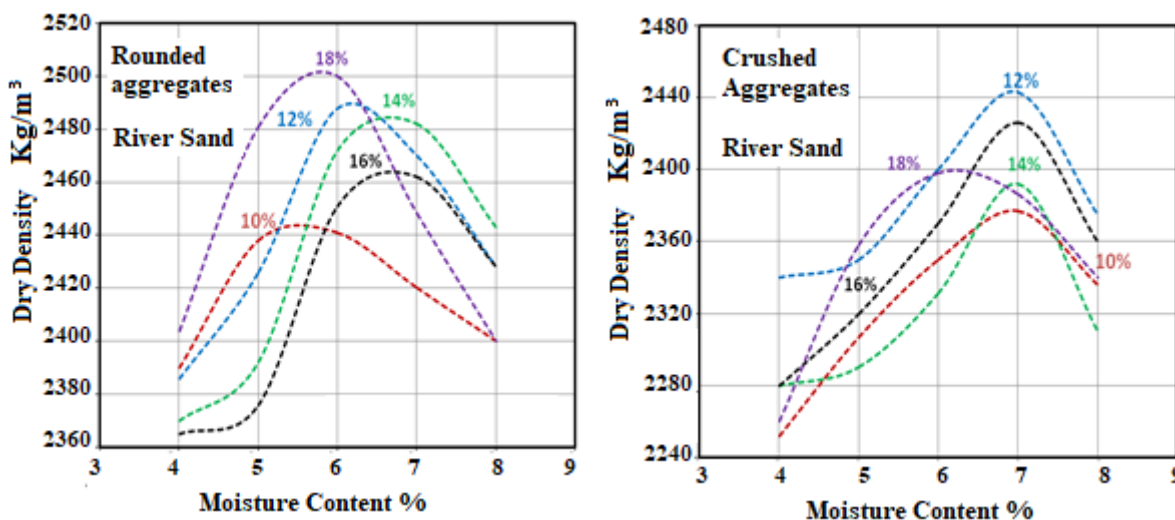 2520
2500
2480
2460
2440
2420
2400
2380
2360
Dry Density Kg/m³
Rounded
aggregates
River Sand
18%
12%
14%
16%
10%
3 4 5 6 7 8 9
Moisture Content %
2480
2440
2400
2360
2320
2280
2240
Dry Density Kg/m³
Crushed
Aggregates
River Sand
12%
18%
14%
16%
10%
3 4 5 6 7 8 9
Moisture Content %